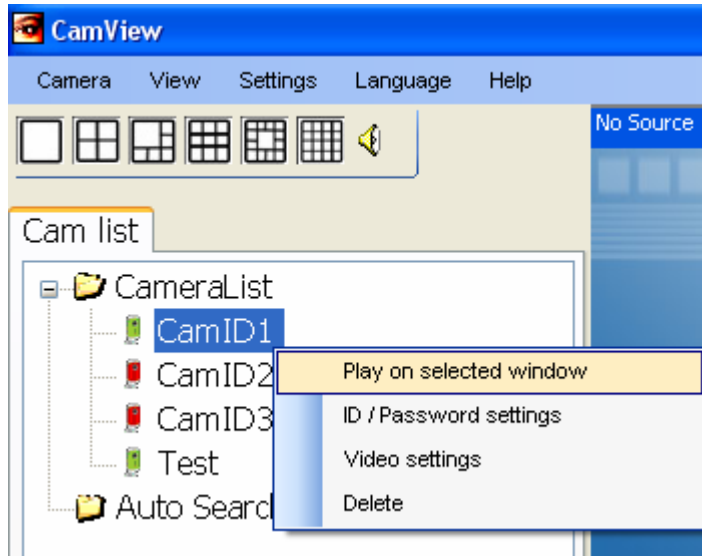 CamView
Camera View Settings Language Help
No Source
Cam list
CameraList
CamID1
Play on selected window
CamID2
CamID3
ID / Password settings
Test
Video settings
Auto Searc
Delete